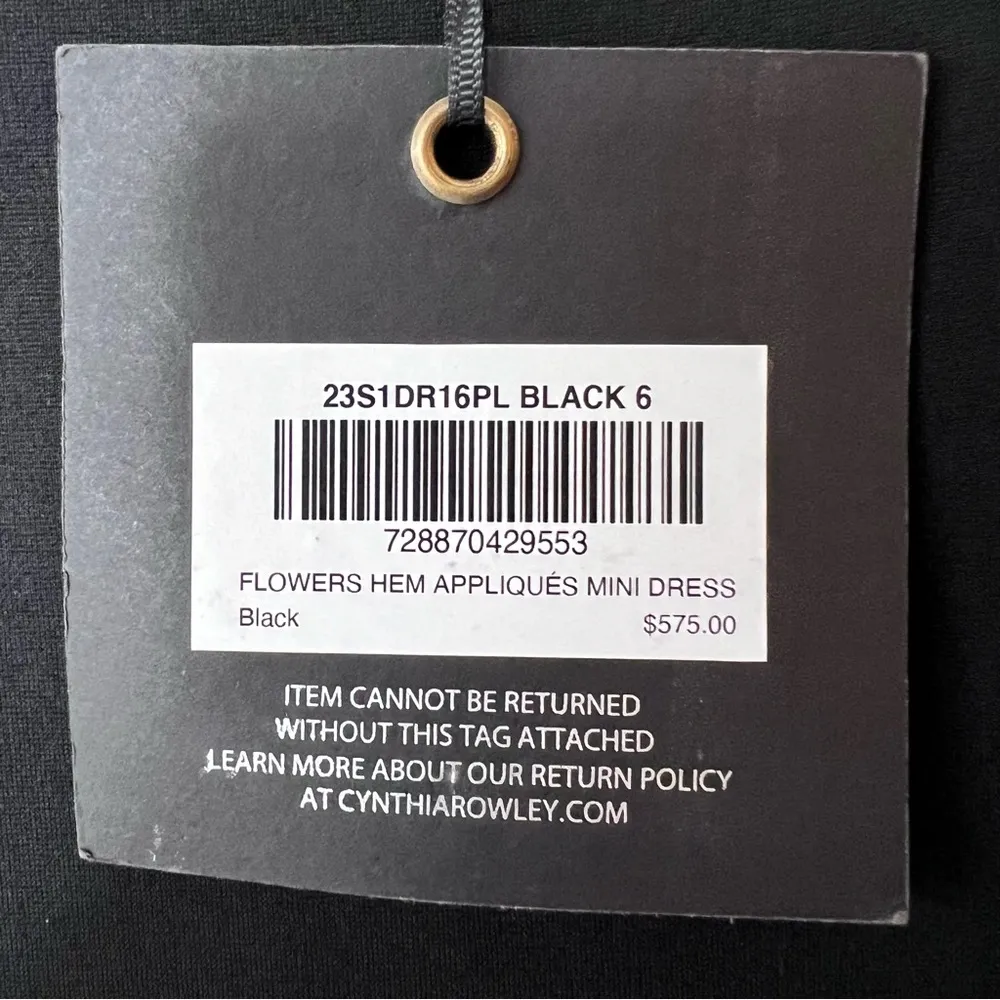 23S1DR16PL BLACK 6
728870429553
FLOWERS HEM APPLIQUÉS MINI DRESS
Black $575.00
ITEM CANNOT BE RETURNED
WITHOUT THIS TAG ATTACHED
LEARN MORE ABOUT OUR RETURN POLICY
AT CYNTHIAROWLEY.COM